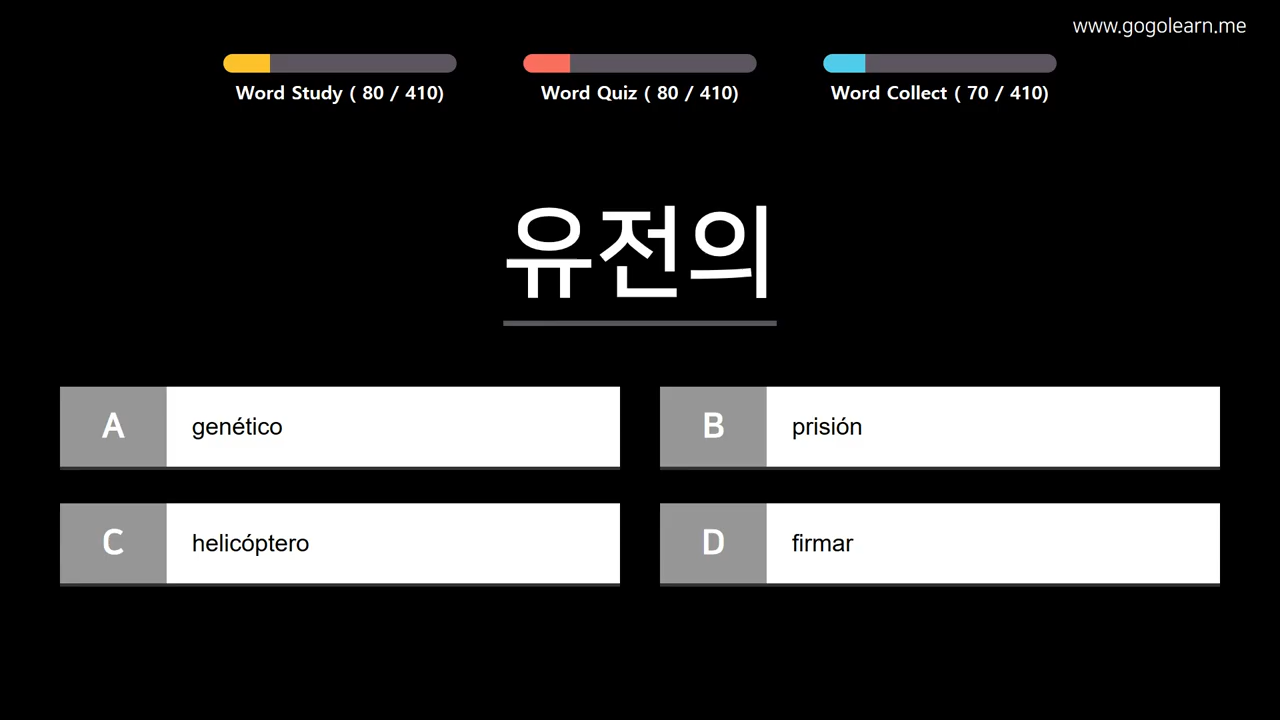 www.gogolearn.me
Word Study ( 80 / 410)
Word Quiz ( 80 / 410)
Word Collect ( 70 / 410)
유전의
A genético
B prisión
C helicóptero
D firmar